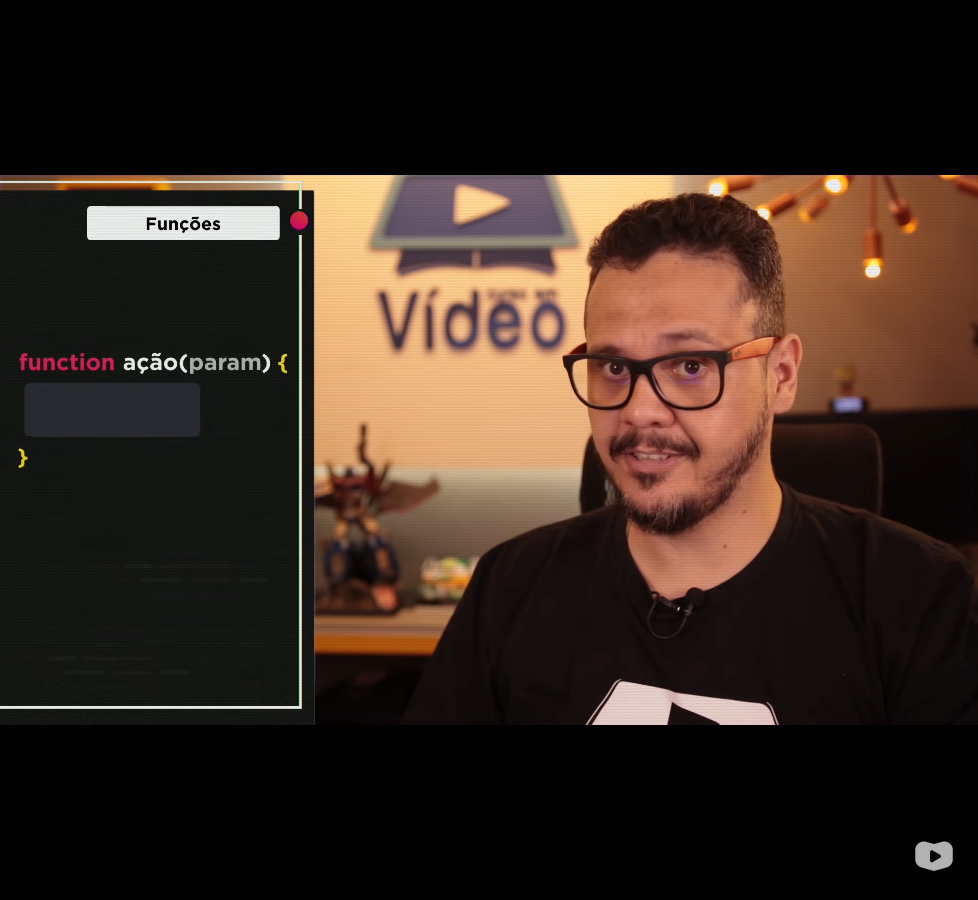 Funções
function ação(param) {
}
Vídeo